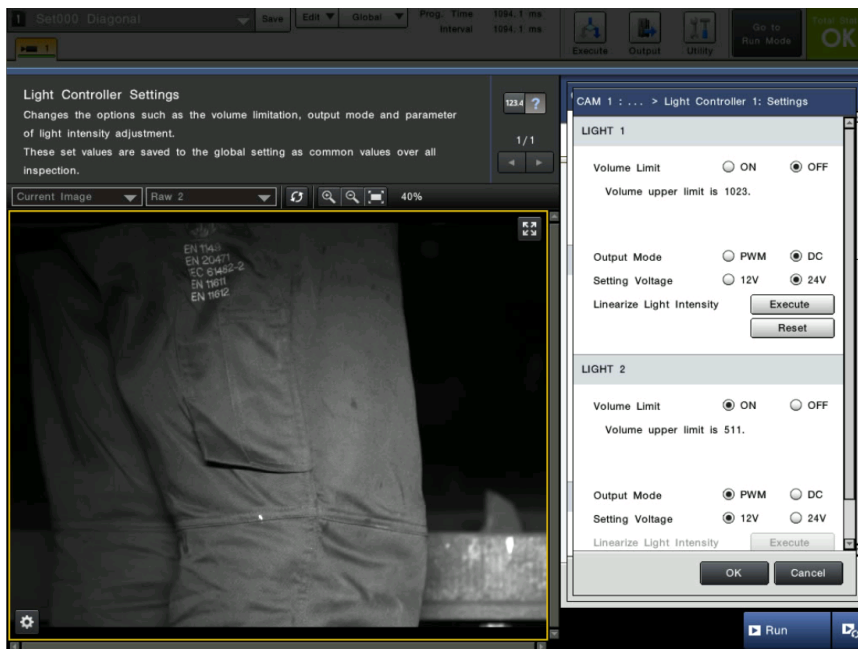 1 Set000 Diagonal
Save
Edit
Global
Prog. Time 1094.1 ms
Interval 1094.1 ms
Execute
Output
Utility
Go to
Run Mode
OK
1
Light Controller Settings
Changes the options such as the volume limitation, output mode and parameter
of light intensity adjustment.
These set values are saved to the global setting as common values over all
inspection.
123.4 ?
1/1
Current Image
Raw 2
40%
EN 1149
EN 20471
IEC 61482-2
EN 11611
EN 11612
CAM 1 : ... > Light Controller 1: Settings
LIGHT 1
Volume Limit ON OFF
Volume upper limit is 1023.
Output Mode PWM DC
Setting Voltage 12V 24V
Linearize Light Intensity Execute
Reset
LIGHT 2
Volume Limit ON OFF
Volume upper limit is 511.
Output Mode PWM DC
Setting Voltage 12V 24V
Linearize Light Intensity Execute
OK Cancel
Run